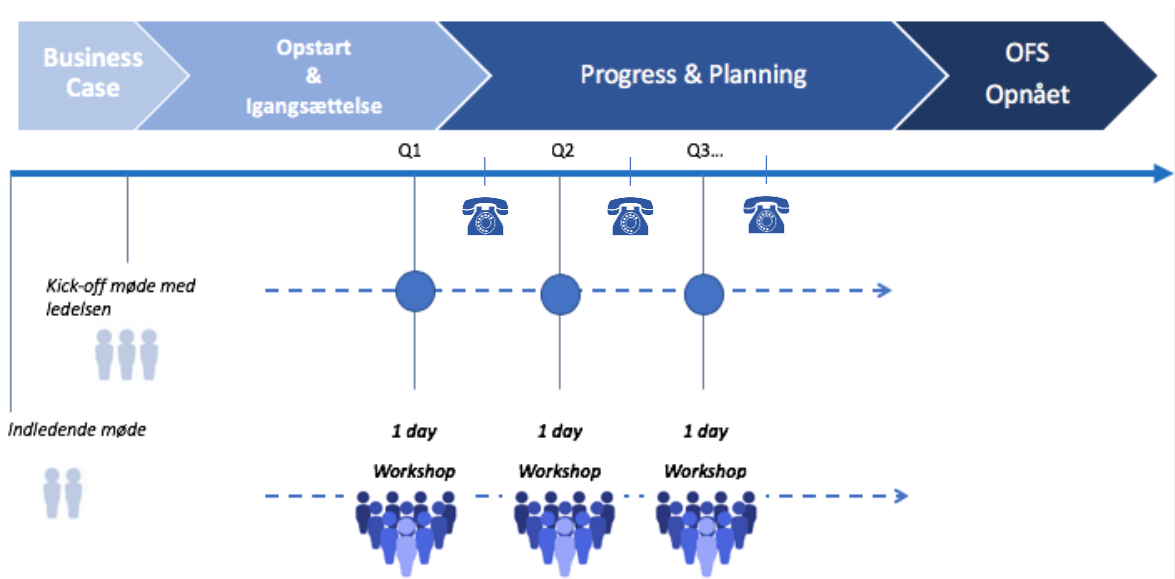 Business
Case
Opstart
&
Igangsættelse
Progress & Planning
OFS
Opnået
Q1
Q2
Q3...
Kick-off møde med
ledelsen
Indledende møde
1 day
Workshop
1 day
Workshop
1 day
Workshop